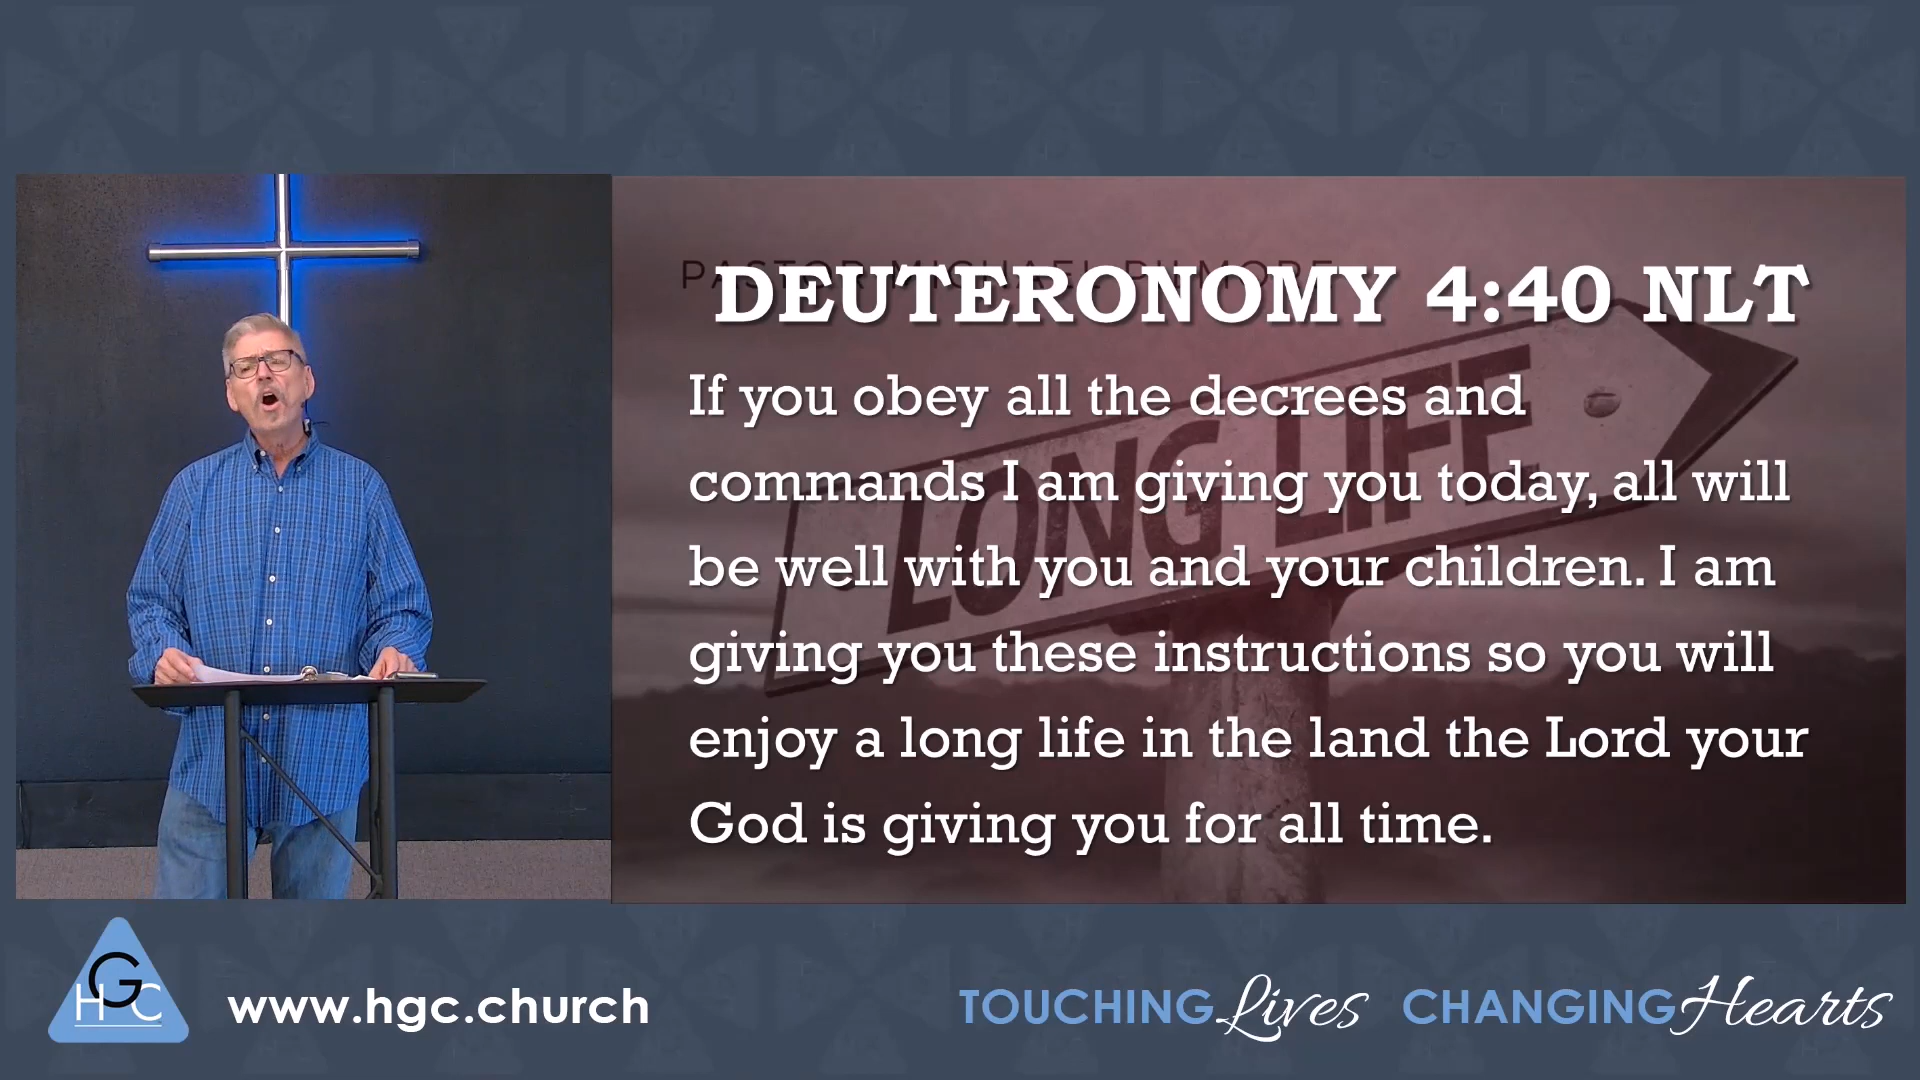 PASTOR MICHAEL
DEUTERONOMY 4:40 NLT
If you obey all the decrees and
commands I am giving you today, all will
be well with you and your children. I am
giving you these instructions so you will
enjoy a long life in the land the Lord your
God is giving you for all time.
LONG LIFE
HGC
www.hgc.church
TOUCHING Lives CHANGING Hearts